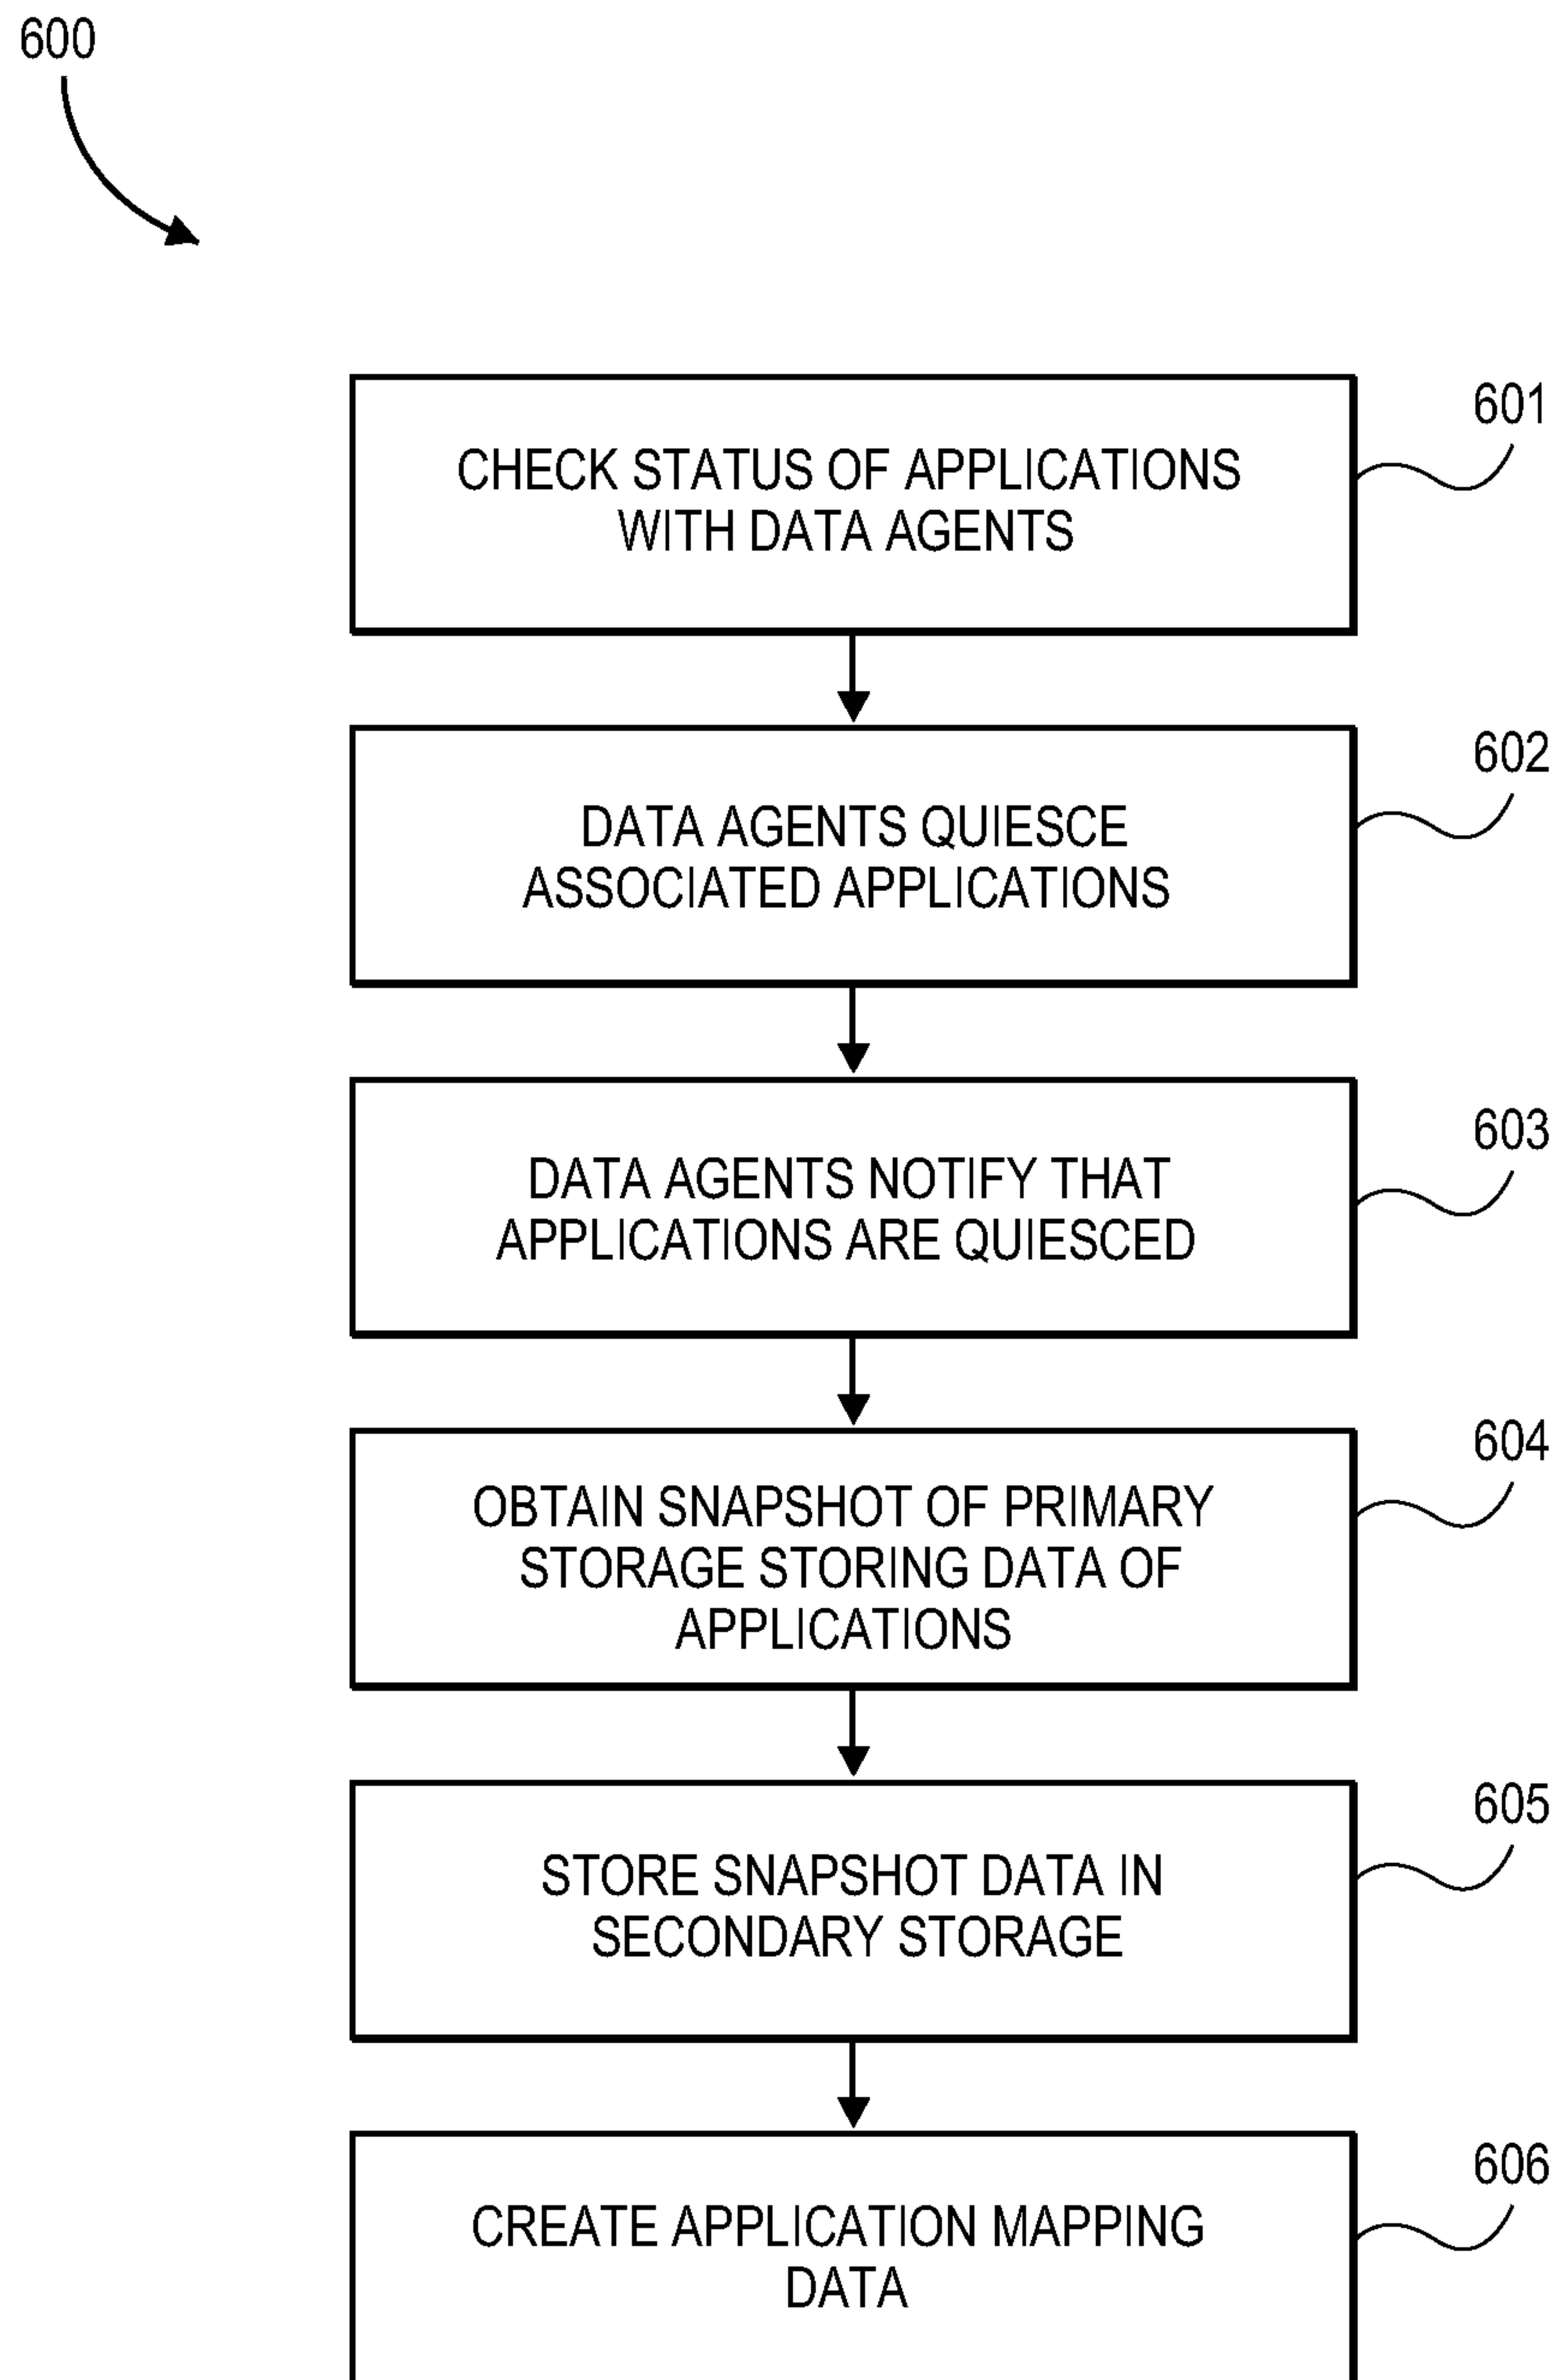 600
601
CHECK STATUS OF APPLICATIONS
WITH DATA AGENTS
602
DATA AGENTS QUIESCE
ASSOCIATED APPLICATIONS
603
DATA AGENTS NOTIFY THAT
APPLICATIONS ARE QUIESCED
604
OBTAIN SNAPSHOT OF PRIMARY
STORAGE STORING DATA OF
APPLICATIONS
605
STORE SNAPSHOT DATA IN
SECONDARY STORAGE
606
CREATE APPLICATION MAPPING
DATA